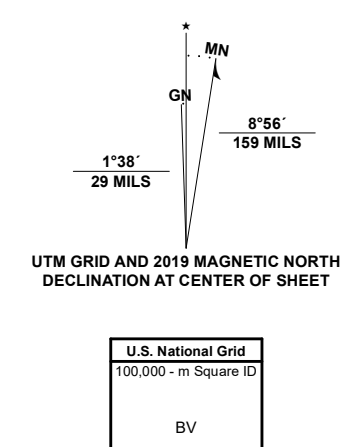 MN
GN
8°56´
159 MILS
1°38´
29 MILS
UTM GRID AND 2019 MAGNETIC NORTH
DECLINATION AT CENTER OF SHEET
U.S. National Grid
100,000 - m Square ID
BV